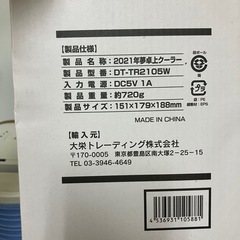 【製品仕様】
製品名：2021年夢卓上クーラー
製品型番：DT-TR2105W
入力電源：DC5V 1A
重量：約720g
製品サイズ：151×179×188mm
MADE IN CHINA
【輸入元】
大栄トレーディング株式会社
〒170-0005 東京都豊島区南大塚2-25-15
TEL 03-3946-4649
段ボール
プラ
4536931105881